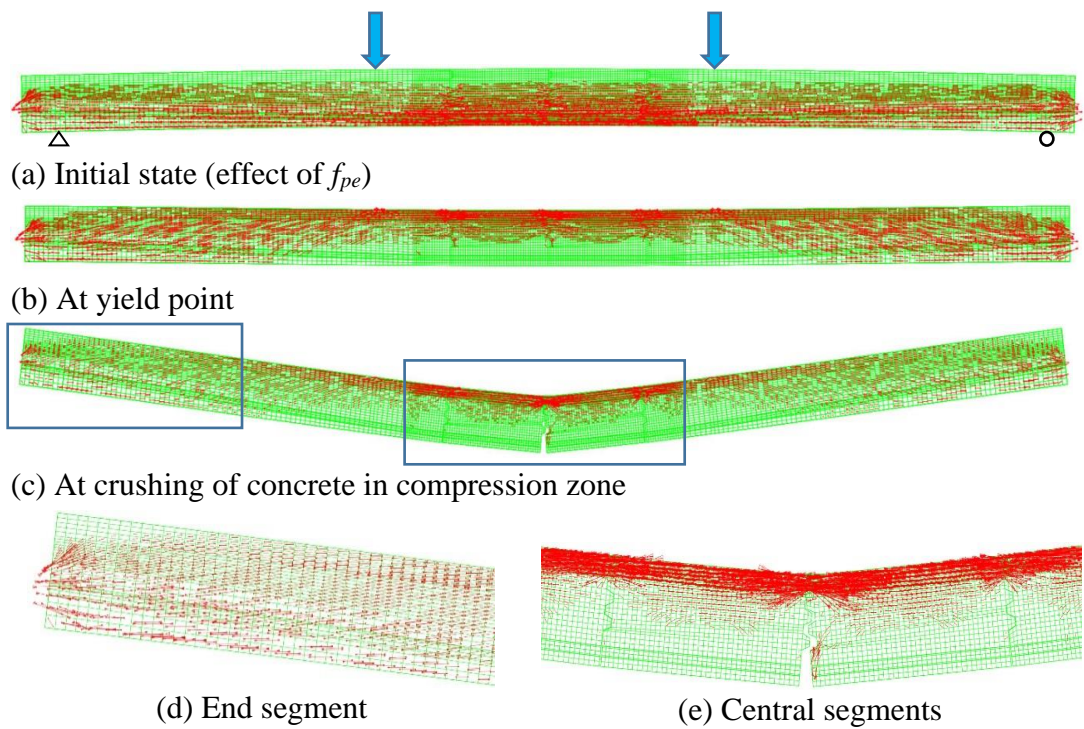 (a) Initial state (effect of fpe)
(b) At yield point
(c) At crushing of concrete in compression zone
(d) End segment
(e) Central segments